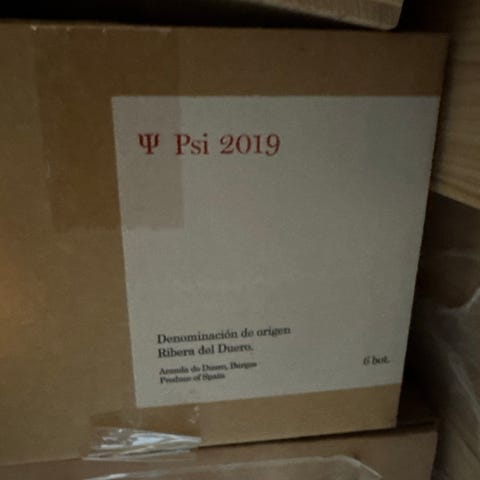 Ψ Psi 2019
Denominación de origen
Ribera del Duero.
Aranda de Duero, Burgos
Produce of Spain
6 bot.